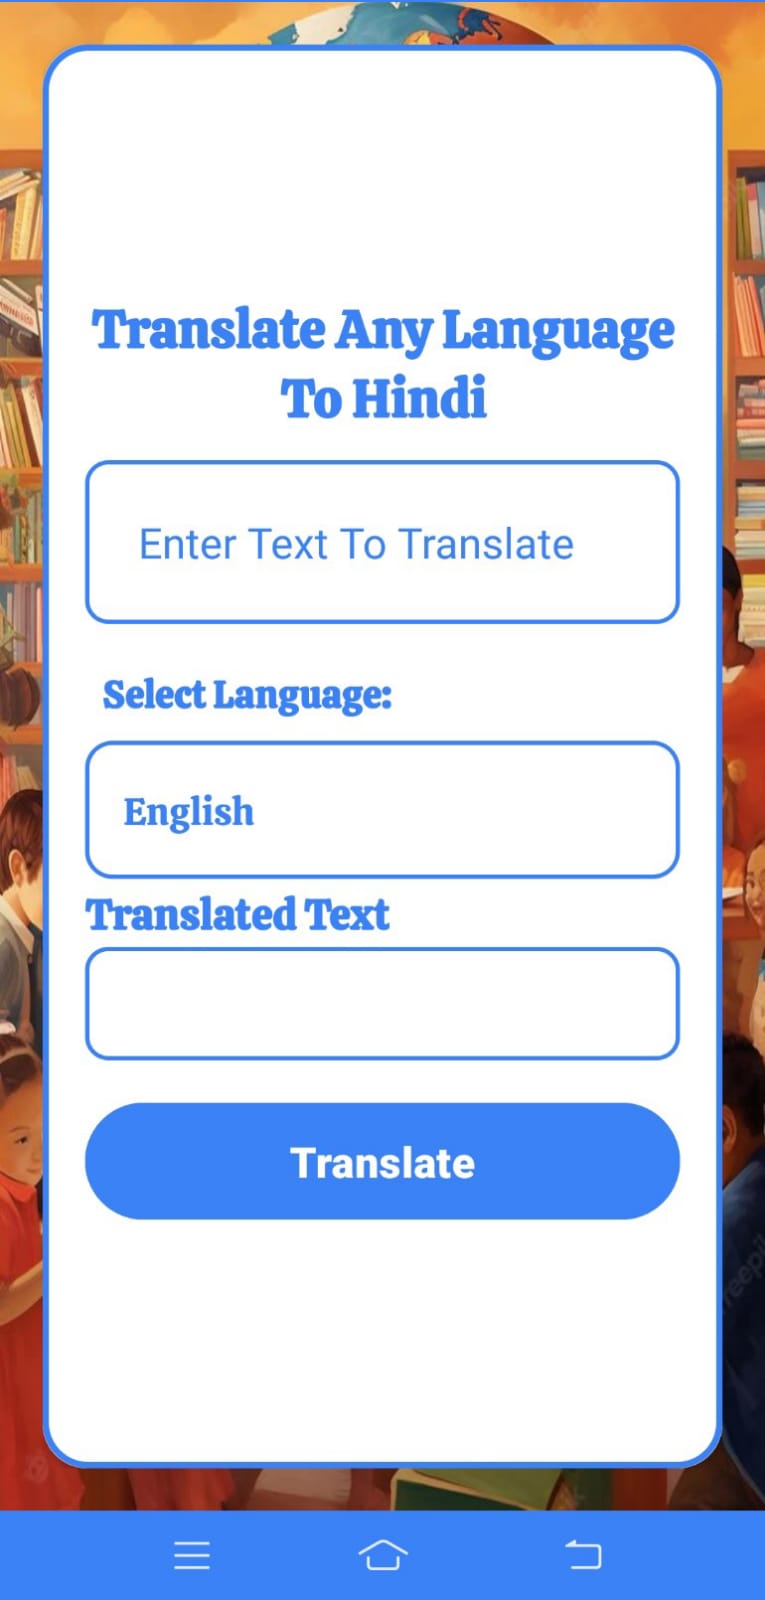 Translate Any Language
To Hindi
Enter Text To Translate
Select Language:
English
Translated Text
Translate